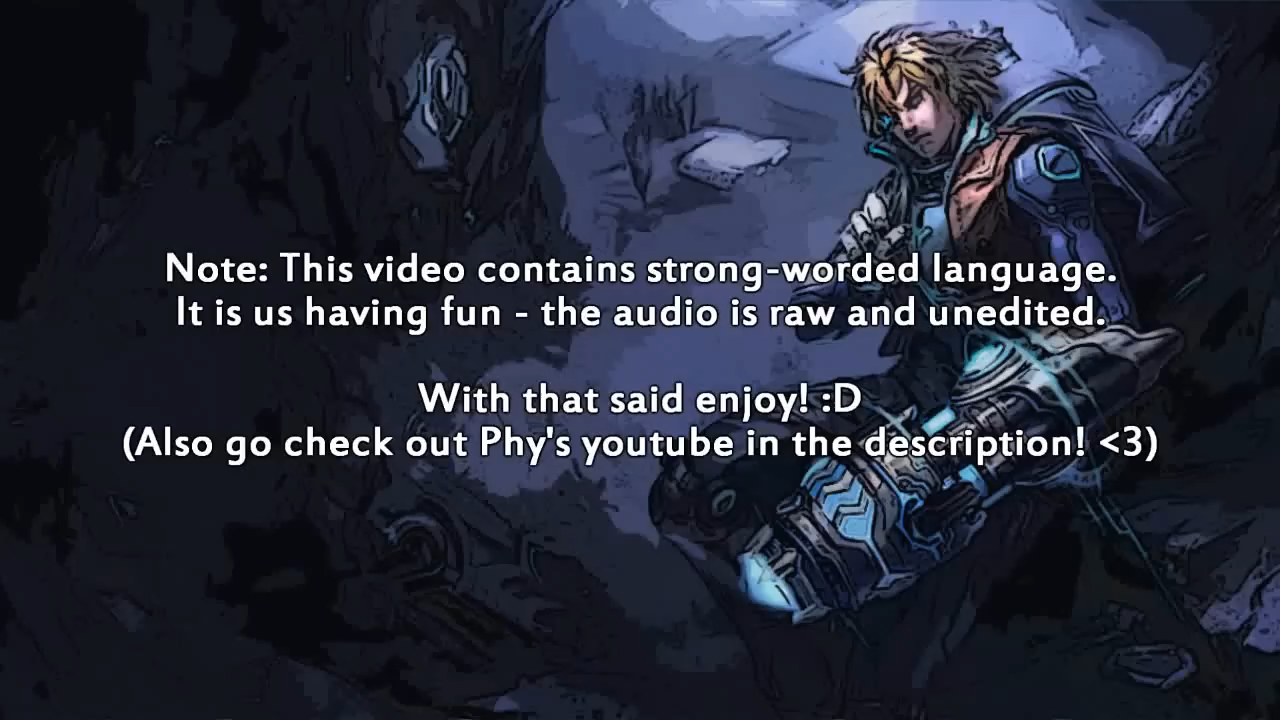 Note: This video contains strong-worded language.
It is us having fun - the audio is raw and unedited.
With that said enjoy! :D
(Also go check out Phy's youtube in the description! <3)